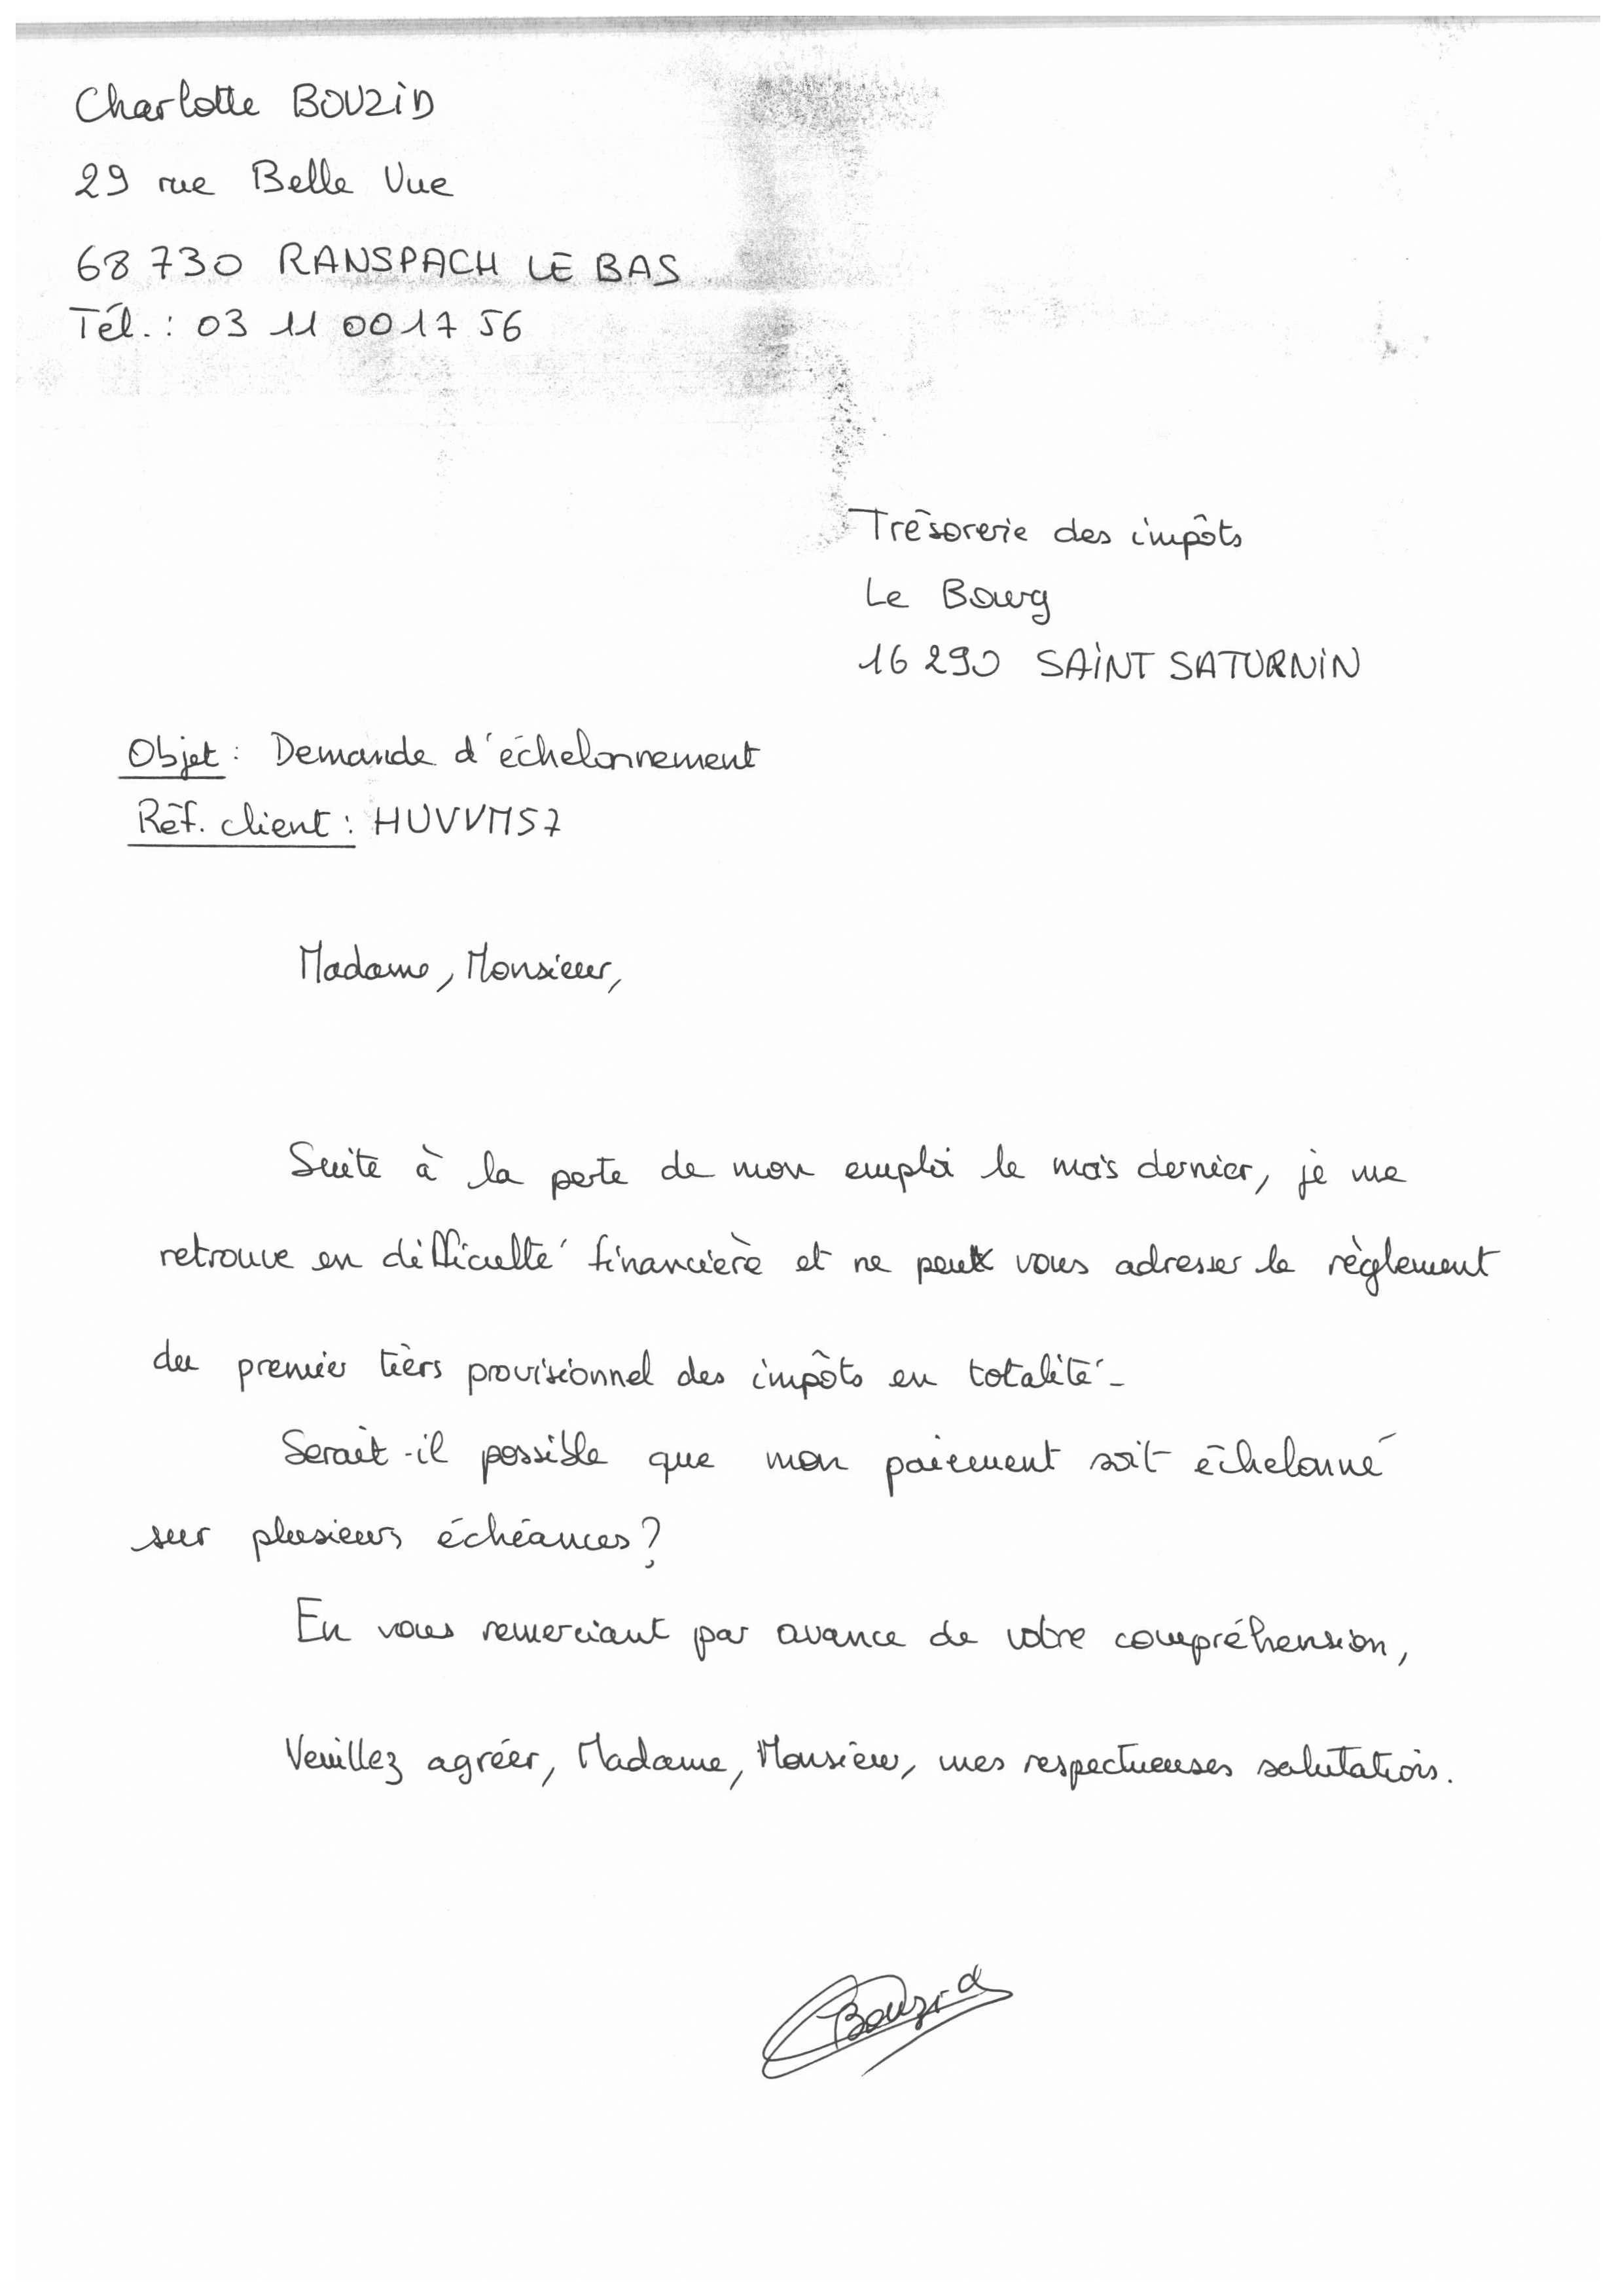 Charlotte BOUZID
29 rue Belle Vue
68 730 RANSPACH LE BAS
Tél. : 03 11 00 17 56
Trésorerie des impôts
Le Bourg
16 290 SAINT SATURNIN
Objet : Demande d'échelonnement
Réf. client : HUVVM57
Madame, Monsieur,
Suite à la perte de mon emploi le mois dernier, je me
retrouve en difficulté financière et ne peux vous adresser le règlement
du premier tiers provisionnel des impôts en totalité.
Serait-il possible que mon paiement soit échelonné
sur plusieurs échéances ?
En vous remerciant par avance de votre compréhension,
Veuillez agréer, Madame, Monsieur, mes respectueuses salutations.
Bouzid